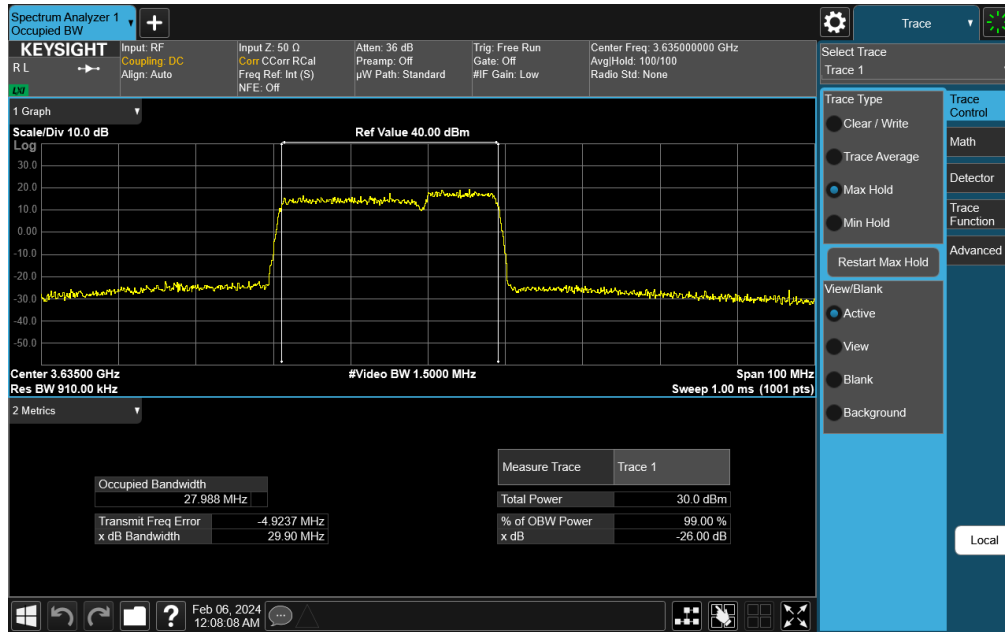 Spectrum Analyzer 1
Occupied BW
Trace
KEYSIGHT
R L
LXI
Input: RF
Coupling: DC
Align: Auto
Input Z: 50 Ω
Corr CCorr RCal
Freq Ref: Int (S)
NFE: Off
Atten: 36 dB
Preamp: Off
µW Path: Standard
Trig: Free Run
Gate: Off
#IF Gain: Low
Center Freq: 3.635000000 GHz
Avg|Hold: 100/100
Radio Std: None
Select Trace
Trace 1
1 Graph
Scale/Div 10.0 dB
Ref Value 40.00 dBm
Log
30.0
20.0
10.0
0.00
-10.0
-20.0
-30.0
-40.0
-50.0
Center 3.63500 GHz
#Video BW 1.5000 MHz
Span 100 MHz
Res BW 910.00 kHz
Sweep 1.00 ms (1001 pts)
2 Metrics
Measure Trace Trace 1
Occupied Bandwidth
27.988 MHz
Total Power 30.0 dBm
Transmit Freq Error -4.9237 MHz
% of OBW Power 99.00 %
x dB Bandwidth 29.90 MHz
x dB -26.00 dB
Trace Type
Clear / Write
Trace Average
Max Hold
Min Hold
Restart Max Hold
View/Blank
Active
View
Blank
Background
Trace
Control
Math
Detector
Trace
Function
Advanced
Local
?
Feb 06, 2024
12:08:08 AM